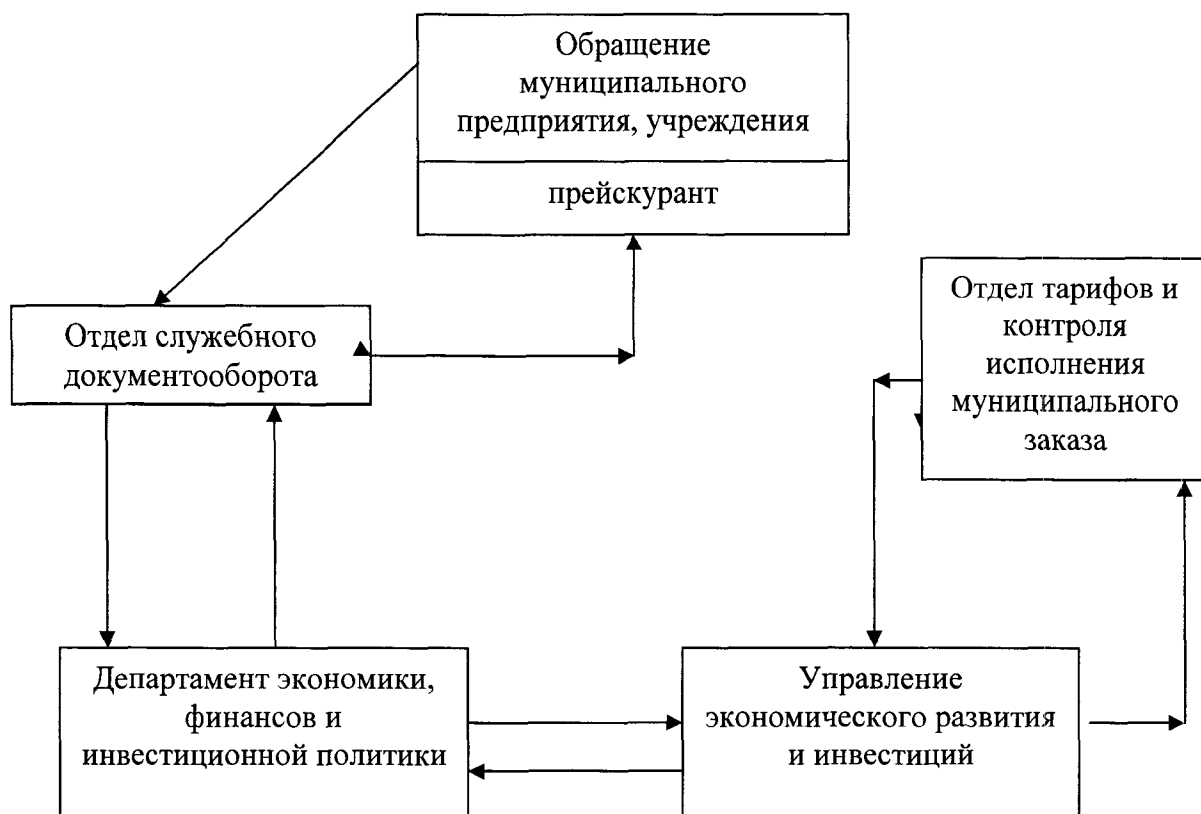 Обращение
муниципального
предприятия, учреждения
прейскурант
Отдел служебного
документооборота
Отдел тарифов и
контроля
исполнения
муниципального
заказа
Департамент экономики,
финансов и
инвестиционной политики
Управление
экономического развития
и инвестиций